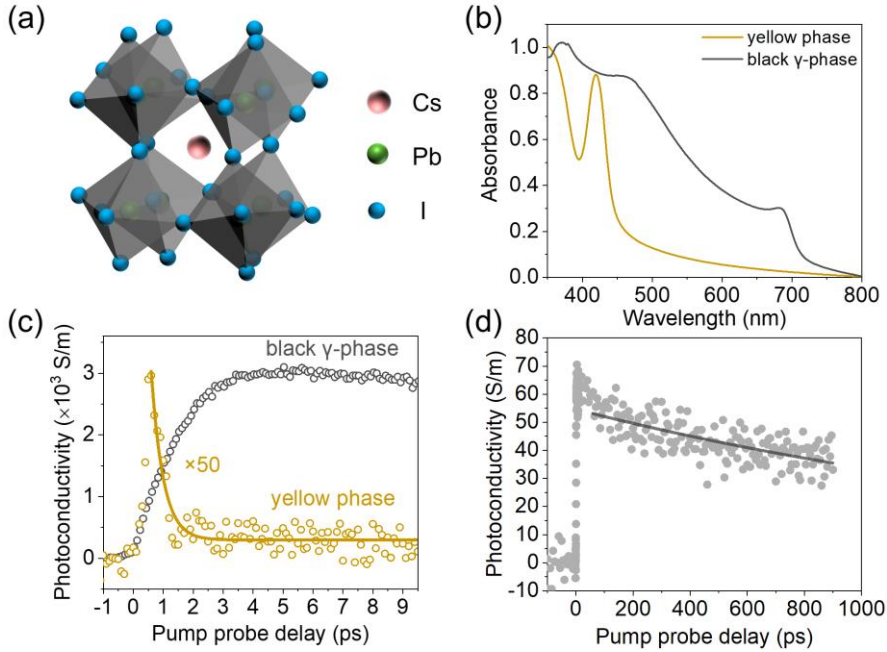 (a)
Cs
Pb
I
(b)
yellow phase
black γ-phase
Absorbance
1.0
0.8
0.6
0.4
0.2
0.0
400 500 600 700 800
Wavelength (nm)
(c)
black γ-phase
×50
yellow phase
Photoconductivity (×10³ S/m)
3
2
1
0
-1 0 1 2 3 4 5 6 7 8 9
Pump probe delay (ps)
(d)
Photoconductivity (S/m)
80
70
60
50
40
30
20
10
0
-10
0 200 400 600 800 1000
Pump probe delay (ps)